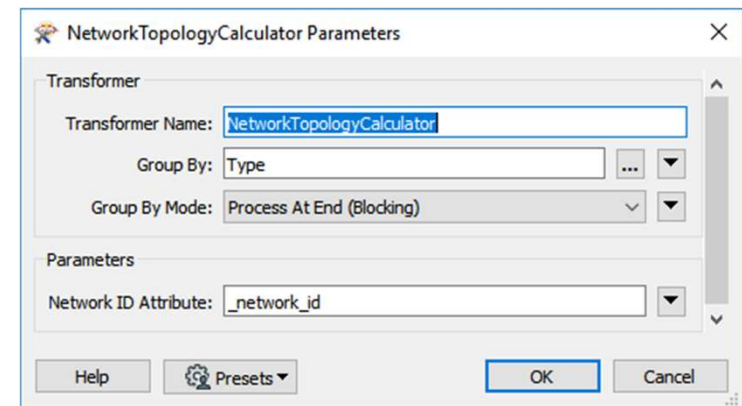 NetworkTopologyCalculator Parameters
Transformer
Transformer Name: NetworkTopologyCalculator
Group By: Type ...
Group By Mode: Process At End (Blocking)
Parameters
Network ID Attribute: _network_id
Help Presets OK Cancel